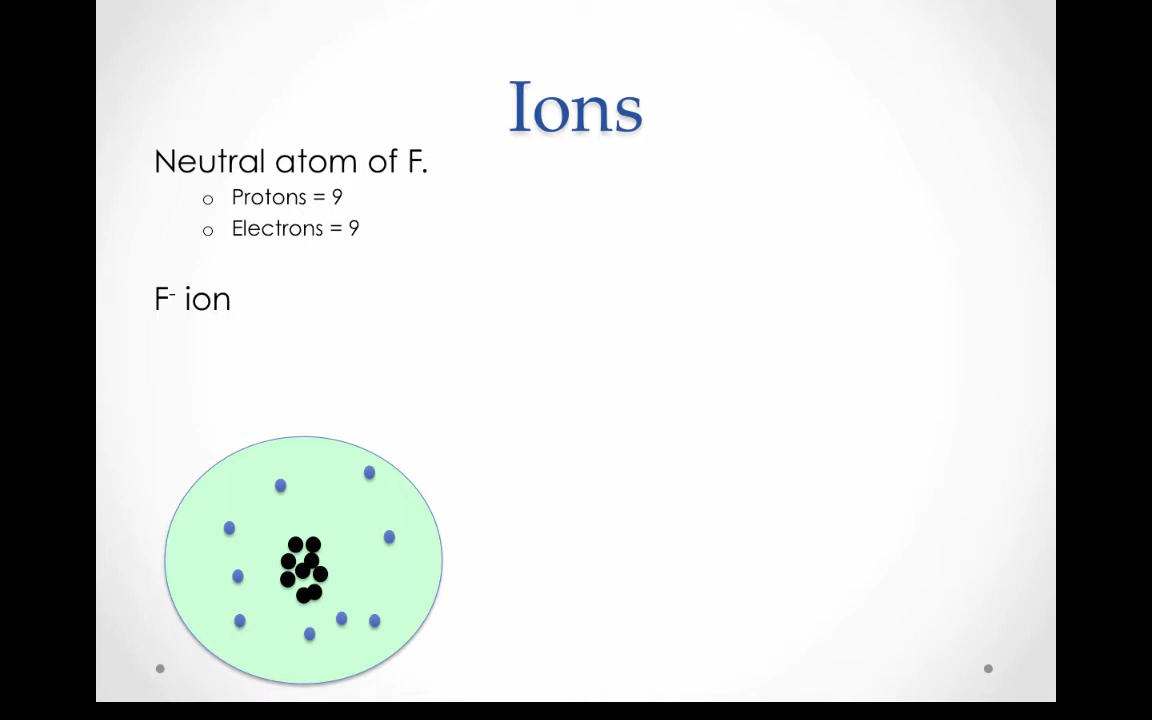 Ions
Neutral atom of F.
o Protons = 9
o Electrons = 9
F⁻ ion